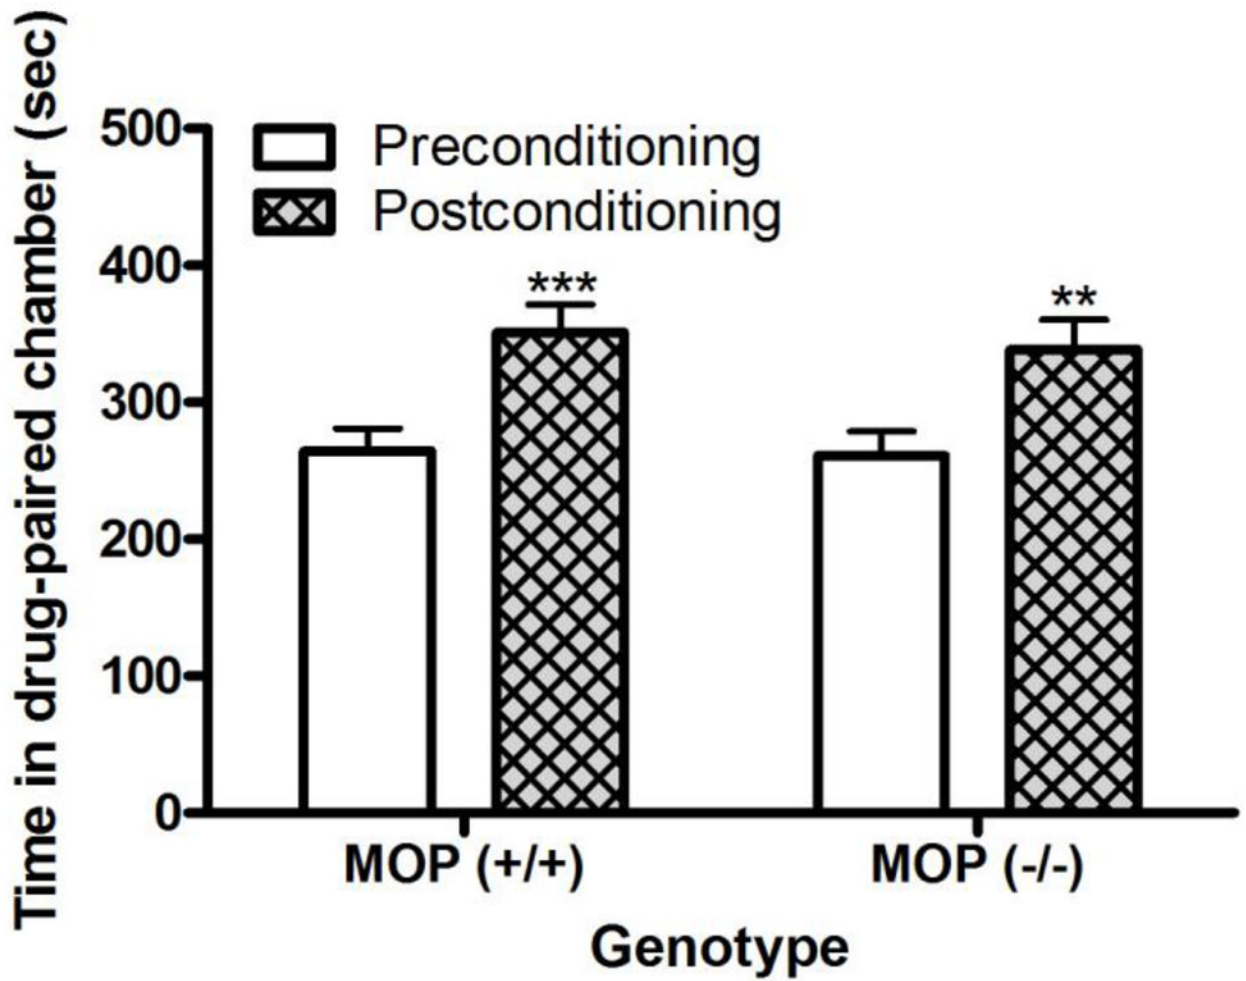 Time in drug-paired chamber (sec)
500
400
300
200
100
0
Preconditioning
Postconditioning
***
**
MOP (+/+)
MOP (-/-)
Genotype